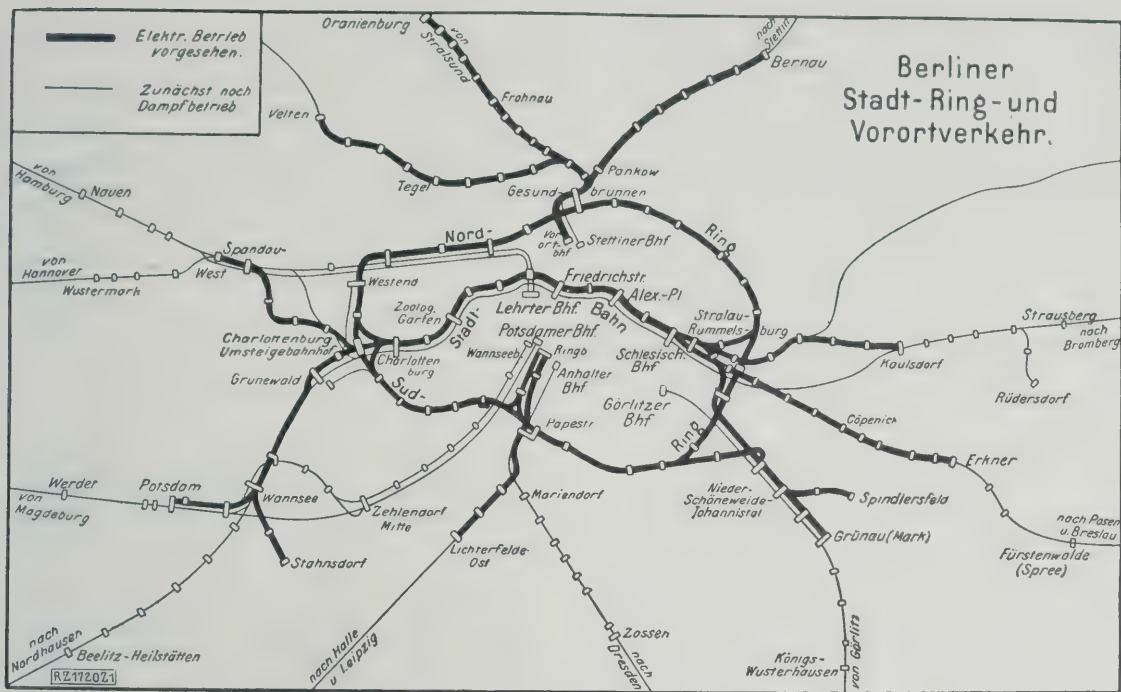 Elektr. Betrieb
vorgesehen.
Zunächst noch
Dampfbetrieb
Berliner
Stadt-Ring-und
Vorortverkehr.
Oranienburg
von
Stralsund
Frohnau
nach
Stettin
Bernau
Velten
Tegel
Pankow
Gesund-
brunnen
von
Hamburg
Nauen
Nord-
Ring
Vor-
ort-
bhf
Stettiner Bhf
Spandau-
West
von
Hannover
Wustermark
Westend
Zoolog.
Garten
Stadt-
Bahn
Friedrichstr.
Alex.-Pl
Lehrter Bhf.
Potsdamer Bhf.
Wannseeb.
Ringb
Anhalter
Bhf
Schlesisch.
Bhf
Stralau-
Rummels-
burg
Strausberg
nach
Bromberg
Kaulsdorf
Rüdersdorf
Charlottenburg
Umsteigebahnhof
Charlotten
burg
Grunewald
Süd-
Ring
Görlitzer
Bhf
Papestr
Cöpenick
Erkner
Werder
von
Magdeburg
Potsdam
Wannsee
Zehlendorf
Mitte
Mariendorf
Nieder-
Schöneweide-
Johannistal
Spindlersfeld
Grünau (Mark)
nach Posen
u. Breslau
Fürstenwalde
(Spree)
Stahnsdorf
Lichterfelde-
Ost
nach
Nordhausen
Beelitz-Heilstätten
nach Halle
u Leipzig
Zossen
nach
Dresden
Königs-
Wusterhausen
von Görlitz
RZ1720Z1